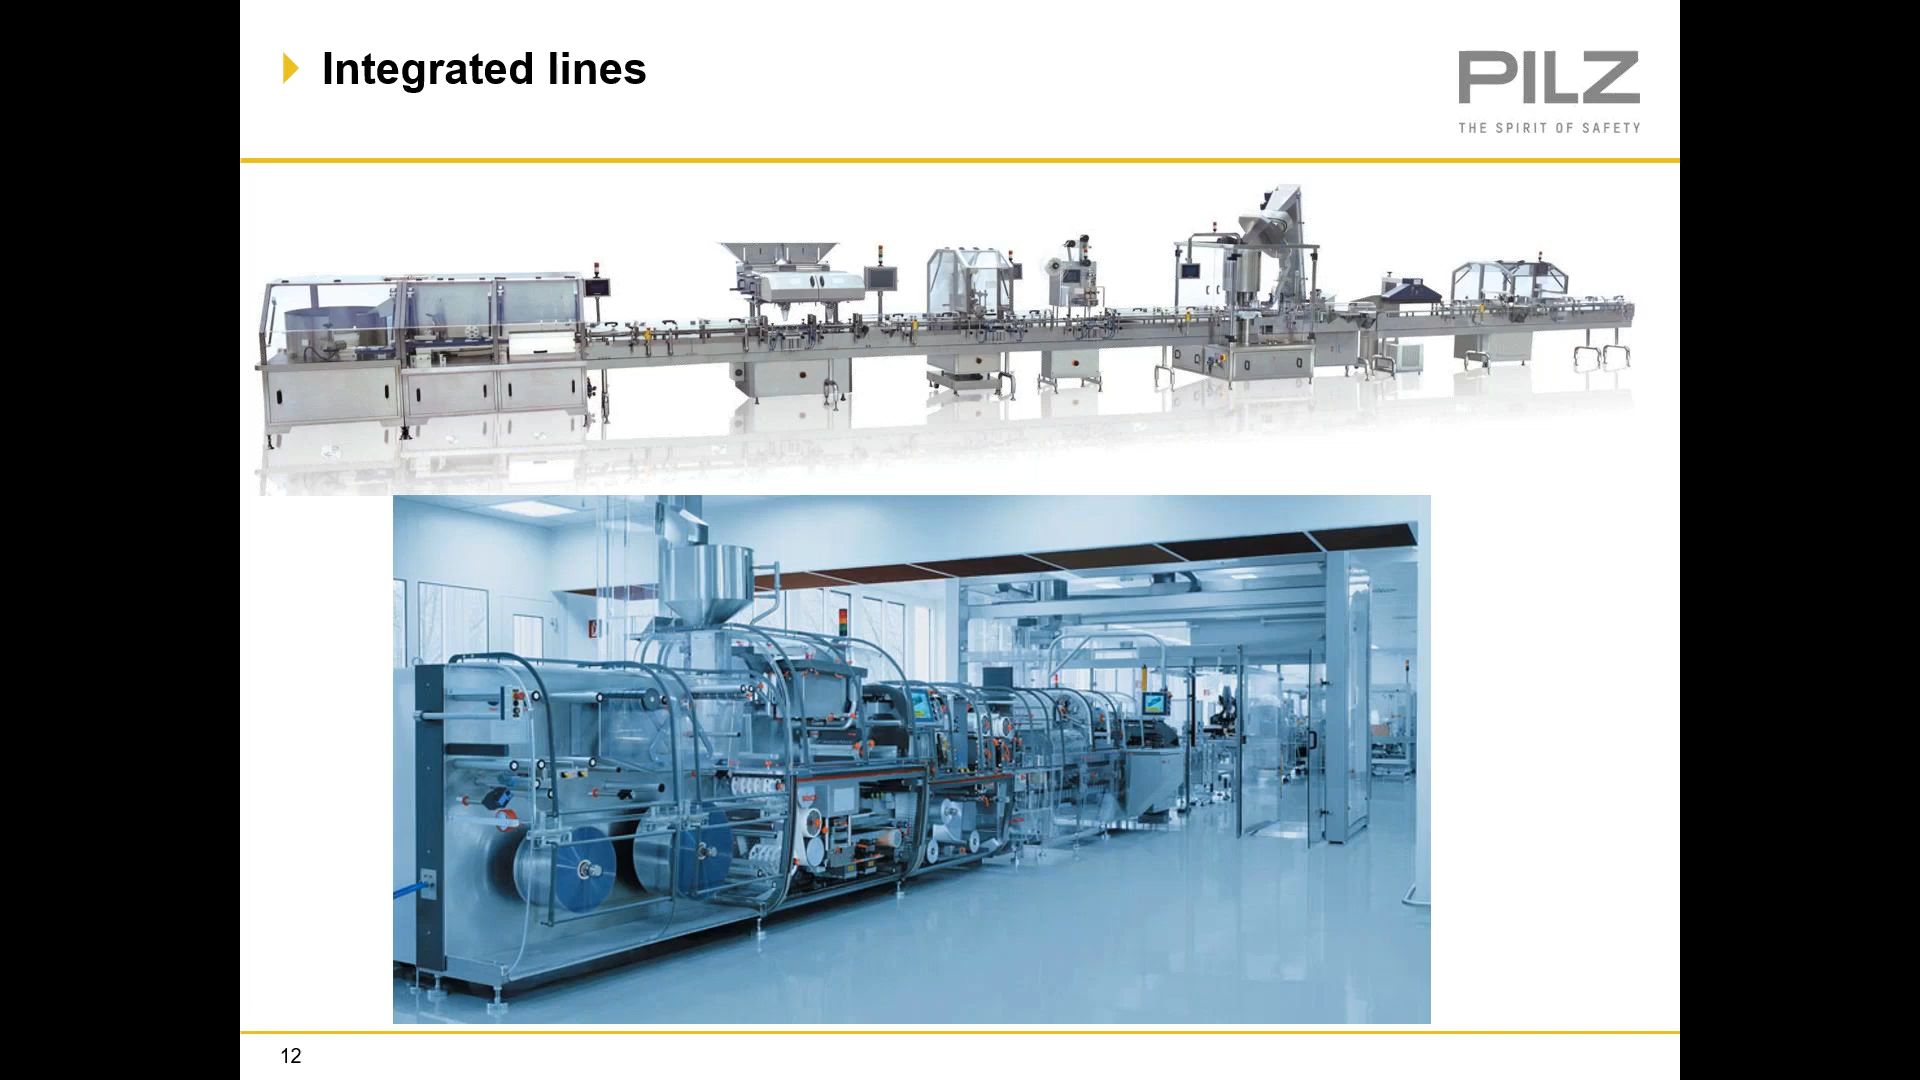 Integrated lines
PILZ
THE SPIRIT OF SAFETY
12